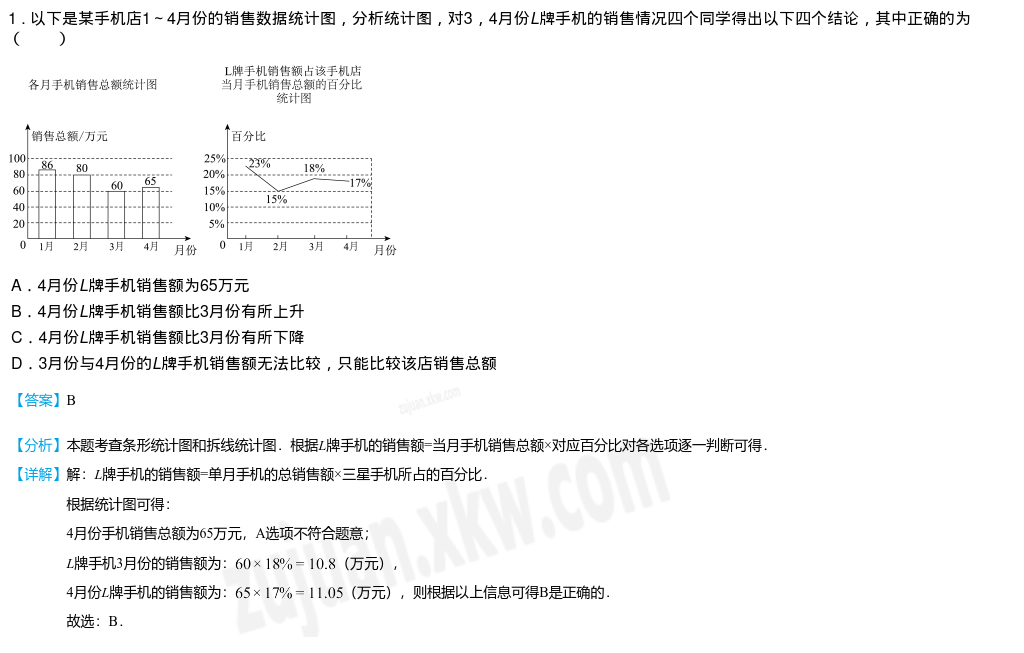 1．以下是某手机店1～4月份的销售数据统计图，分析统计图，对3，4月份L牌手机的销售情况四个同学得出以下四个结论，其中正确的为
（　　）
各月手机销售总额统计图
L牌手机销售额占该手机店
当月手机销售总额的百分比
统计图
销售总额/万元
100
80
60
40
20
0
86
80
60
65
1月 2月 3月 4月 月份
百分比
25%
20%
15%
10%
5%
0
23%
15%
18%
17%
1月 2月 3月 4月 月份
A．4月份L牌手机销售额为65万元
B．4月份L牌手机销售额比3月份有所上升
C．4月份L牌手机销售额比3月份有所下降
D．3月份与4月份的L牌手机销售额无法比较，只能比较该店销售总额
【答案】B
【分析】本题考查条形统计图和折线统计图．根据L牌手机的销售额=当月手机销售总额×对应百分比对各选项逐一判断可得．
【详解】解：L牌手机的销售额=单月手机的总销售额×三星手机所占的百分比．
根据统计图可得：
4月份手机销售总额为65万元，A选项不符合题意；
L牌手机3月份的销售额为：60×18%=10.8（万元），
4月份L牌手机的销售额为：65×17%=11.05（万元），则根据以上信息可得B是正确的．
故选：B．
zujuan.xkw.com
zujuan.xkw.com